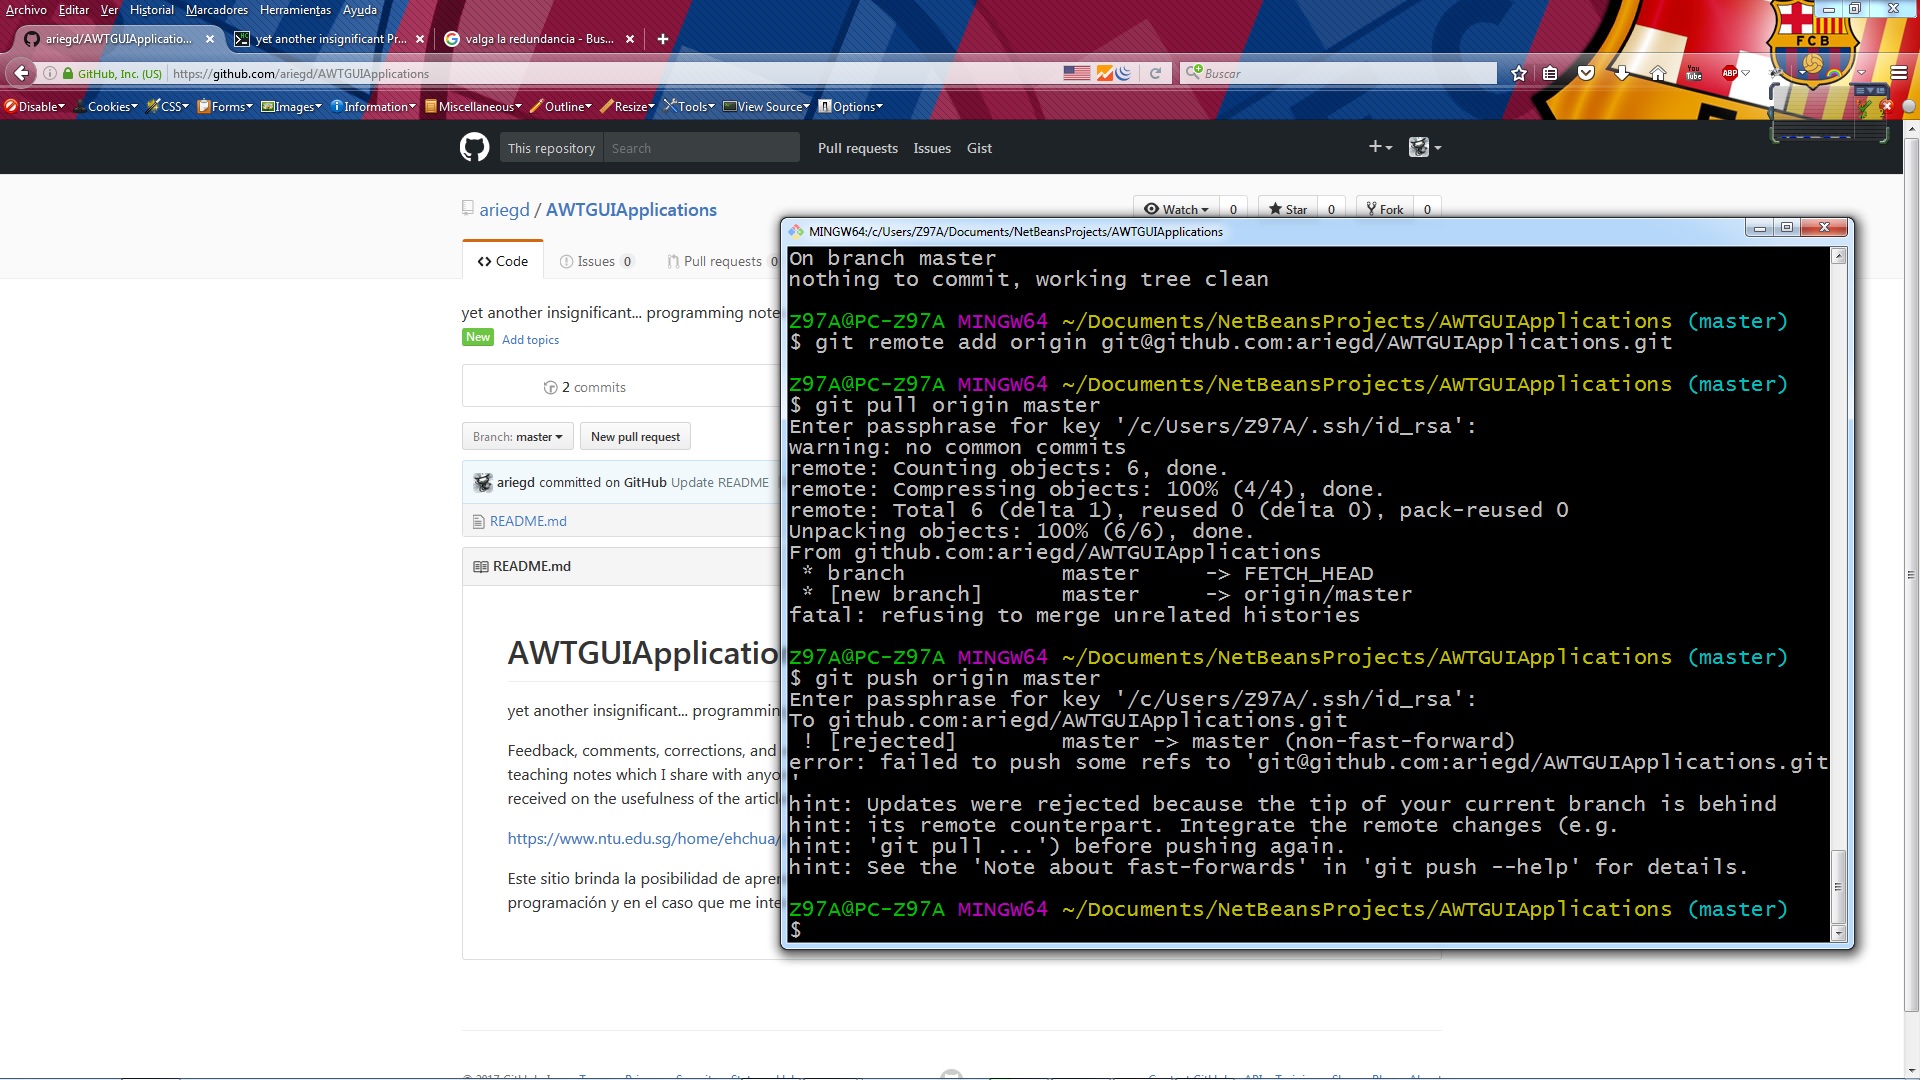 Archivo Editar Ver Historial Marcadores Herramientas Ayuda
ariegd/AWTGUIApplicatio... yet another insignificant Pr... valga la redundancia - Bus...
GitHub, Inc. (US) https://github.com/ariegd/AWTGUIApplications Buscar You Tube ABP FCB
Disable Cookies CSS Forms Images Information Miscellaneous Outline Resize Tools View Source Options
This repository Search Pull requests Issues Gist
ariegd / AWTGUIApplications
Watch 0 Star 0 Fork 0
Code Issues 0 Pull requests 0
yet another insignificant... programming note
New Add topics
2 commits
Branch: master New pull request
ariegd committed on GitHub Update README
README.md
README.md
AWTGUIApplicatio
yet another insignificant... programmin
Feedback, comments, corrections, and
teaching notes which I share with anyo
received on the usefulness of the articl
https://www.ntu.edu.sg/home/ehchua/
Este sitio brinda la posibilidad de apre
programación y en el caso que me inte
MINGW64:/c/Users/Z97A/Documents/NetBeansProjects/AWTGUIApplications
On branch master
nothing to commit, working tree clean
Z97A@PC-Z97A MINGW64 ~/Documents/NetBeansProjects/AWTGUIApplications (master)
$ git remote add origin git@github.com:ariegd/AWTGUIApplications.git
Z97A@PC-Z97A MINGW64 ~/Documents/NetBeansProjects/AWTGUIApplications (master)
$ git pull origin master
Enter passphrase for key '/c/Users/Z97A/.ssh/id_rsa':
warning: no common commits
remote: Counting objects: 6, done.
remote: Compressing objects: 100% (4/4), done.
remote: Total 6 (delta 1), reused 0 (delta 0), pack-reused 0
Unpacking objects: 100% (6/6), done.
From github.com:ariegd/AWTGUIApplications
* branch master -> FETCH_HEAD
* [new branch] master -> origin/master
fatal: refusing to merge unrelated histories
Z97A@PC-Z97A MINGW64 ~/Documents/NetBeansProjects/AWTGUIApplications (master)
$ git push origin master
Enter passphrase for key '/c/Users/Z97A/.ssh/id_rsa':
To github.com:ariegd/AWTGUIApplications.git
! [rejected] master -> master (non-fast-forward)
error: failed to push some refs to 'git@github.com:ariegd/AWTGUIApplications.git
'
hint: Updates were rejected because the tip of your current branch is behind
hint: its remote counterpart. Integrate the remote changes (e.g.
hint: 'git pull ...') before pushing again.
hint: See the 'Note about fast-forwards' in 'git push --help' for details.
Z97A@PC-Z97A MINGW64 ~/Documents/NetBeansProjects/AWTGUIApplications (master)
$